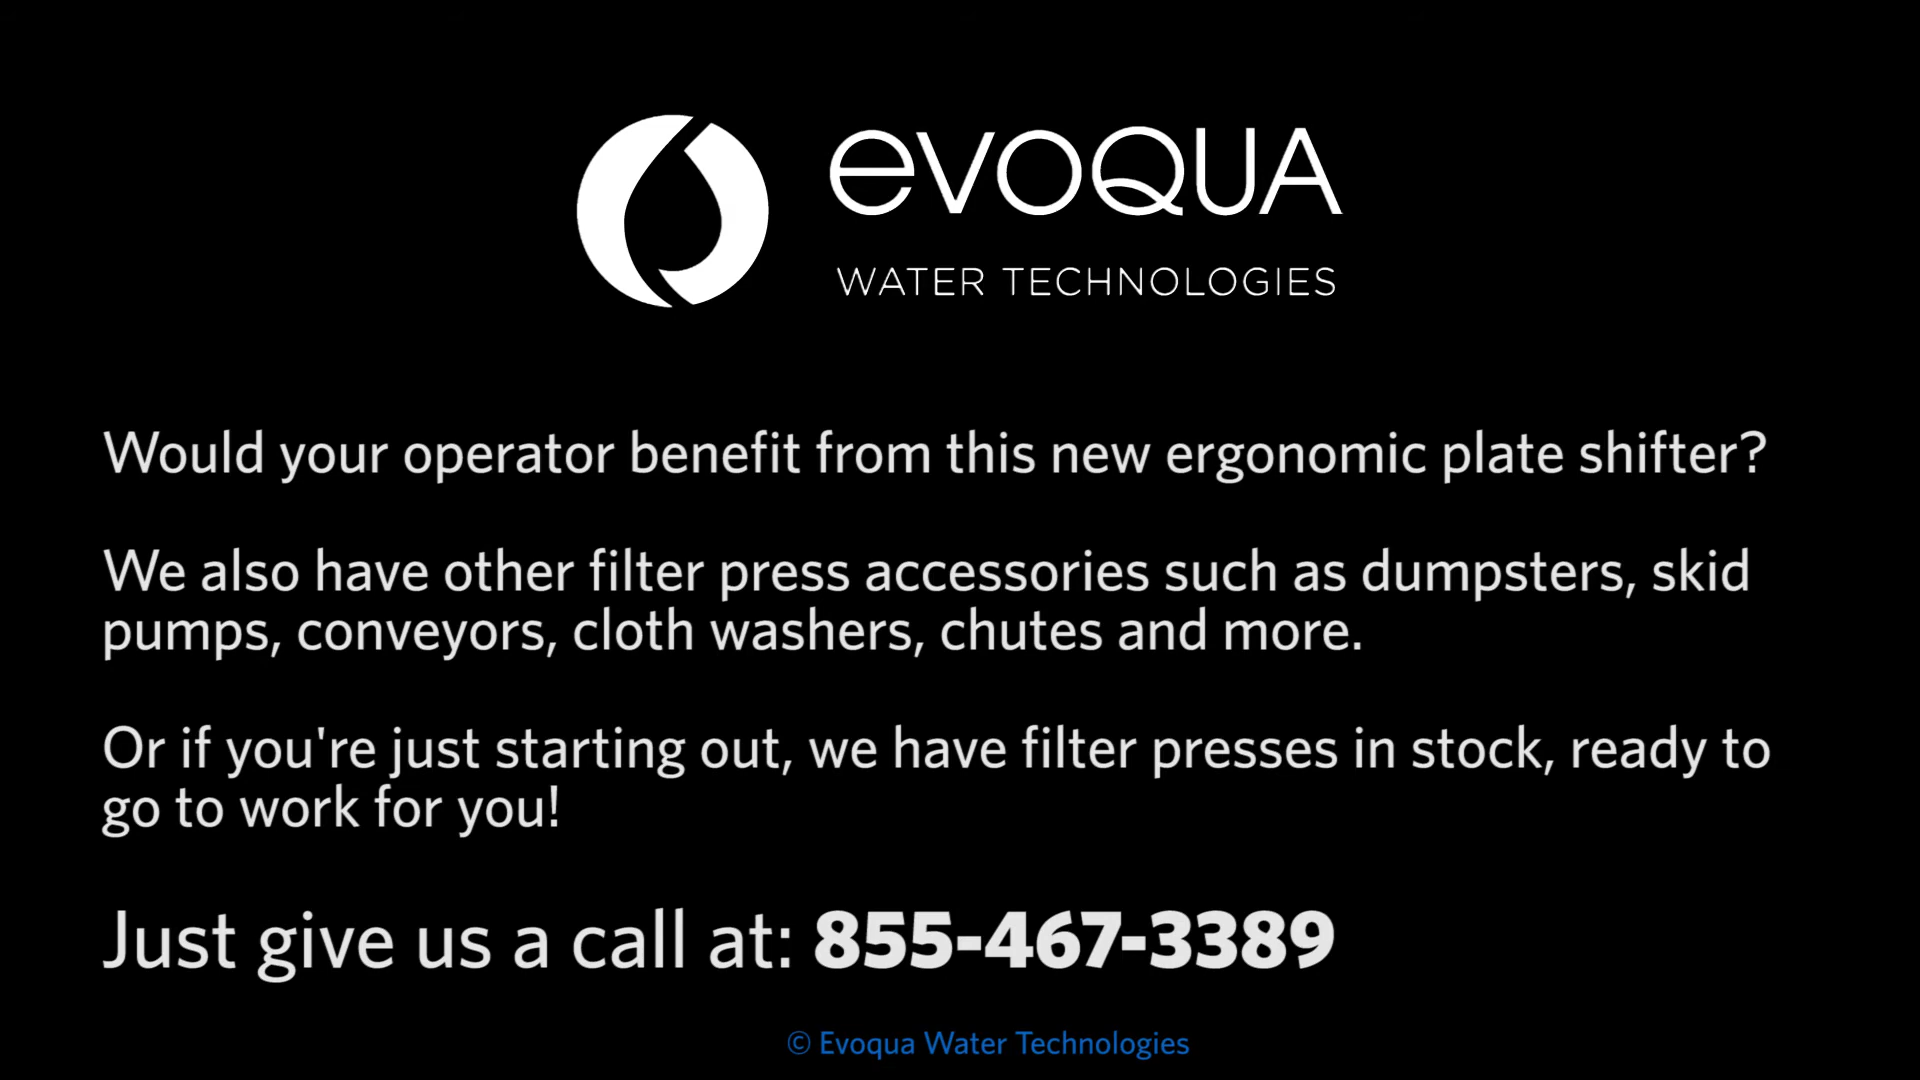 evoQUA
WATER TECHNOLOGIES
Would your operator benefit from this new ergonomic plate shifter?
We also have other filter press accessories such as dumpsters, skid
pumps, conveyors, cloth washers, chutes and more.
Or if you're just starting out, we have filter presses in stock, ready to
go to work for you!
Just give us a call at: 855-467-3389
© Evoqua Water Technologies